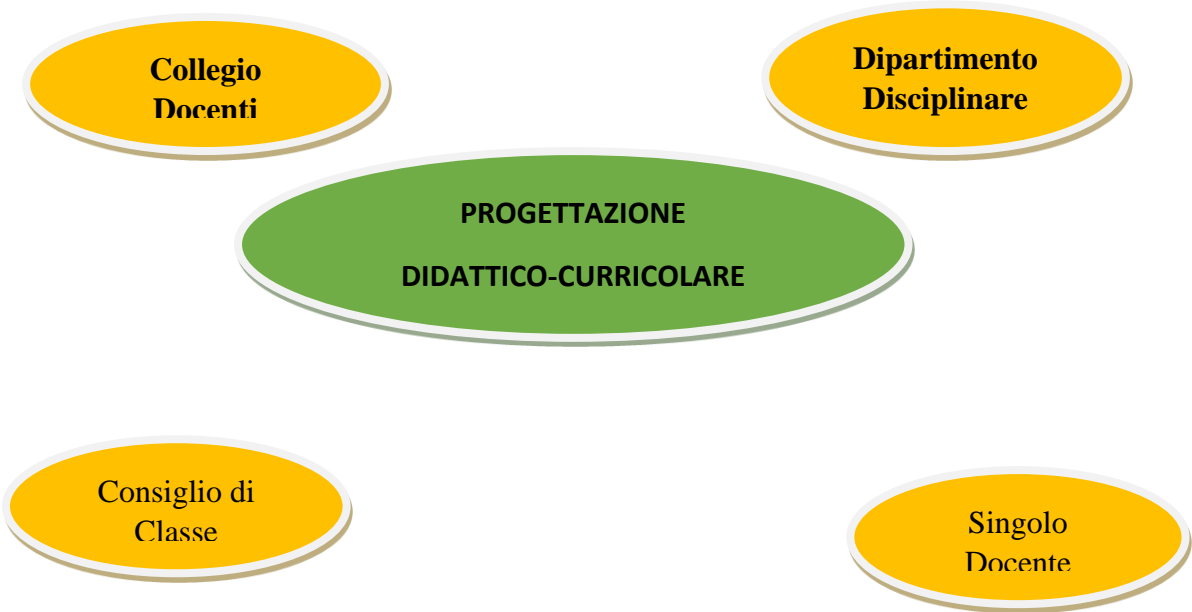 Collegio
Docenti
Dipartimento
Disciplinare
PROGETTAZIONE
DIDATTICO-CURRICOLARE
Consiglio di
Classe
Singolo
Docente